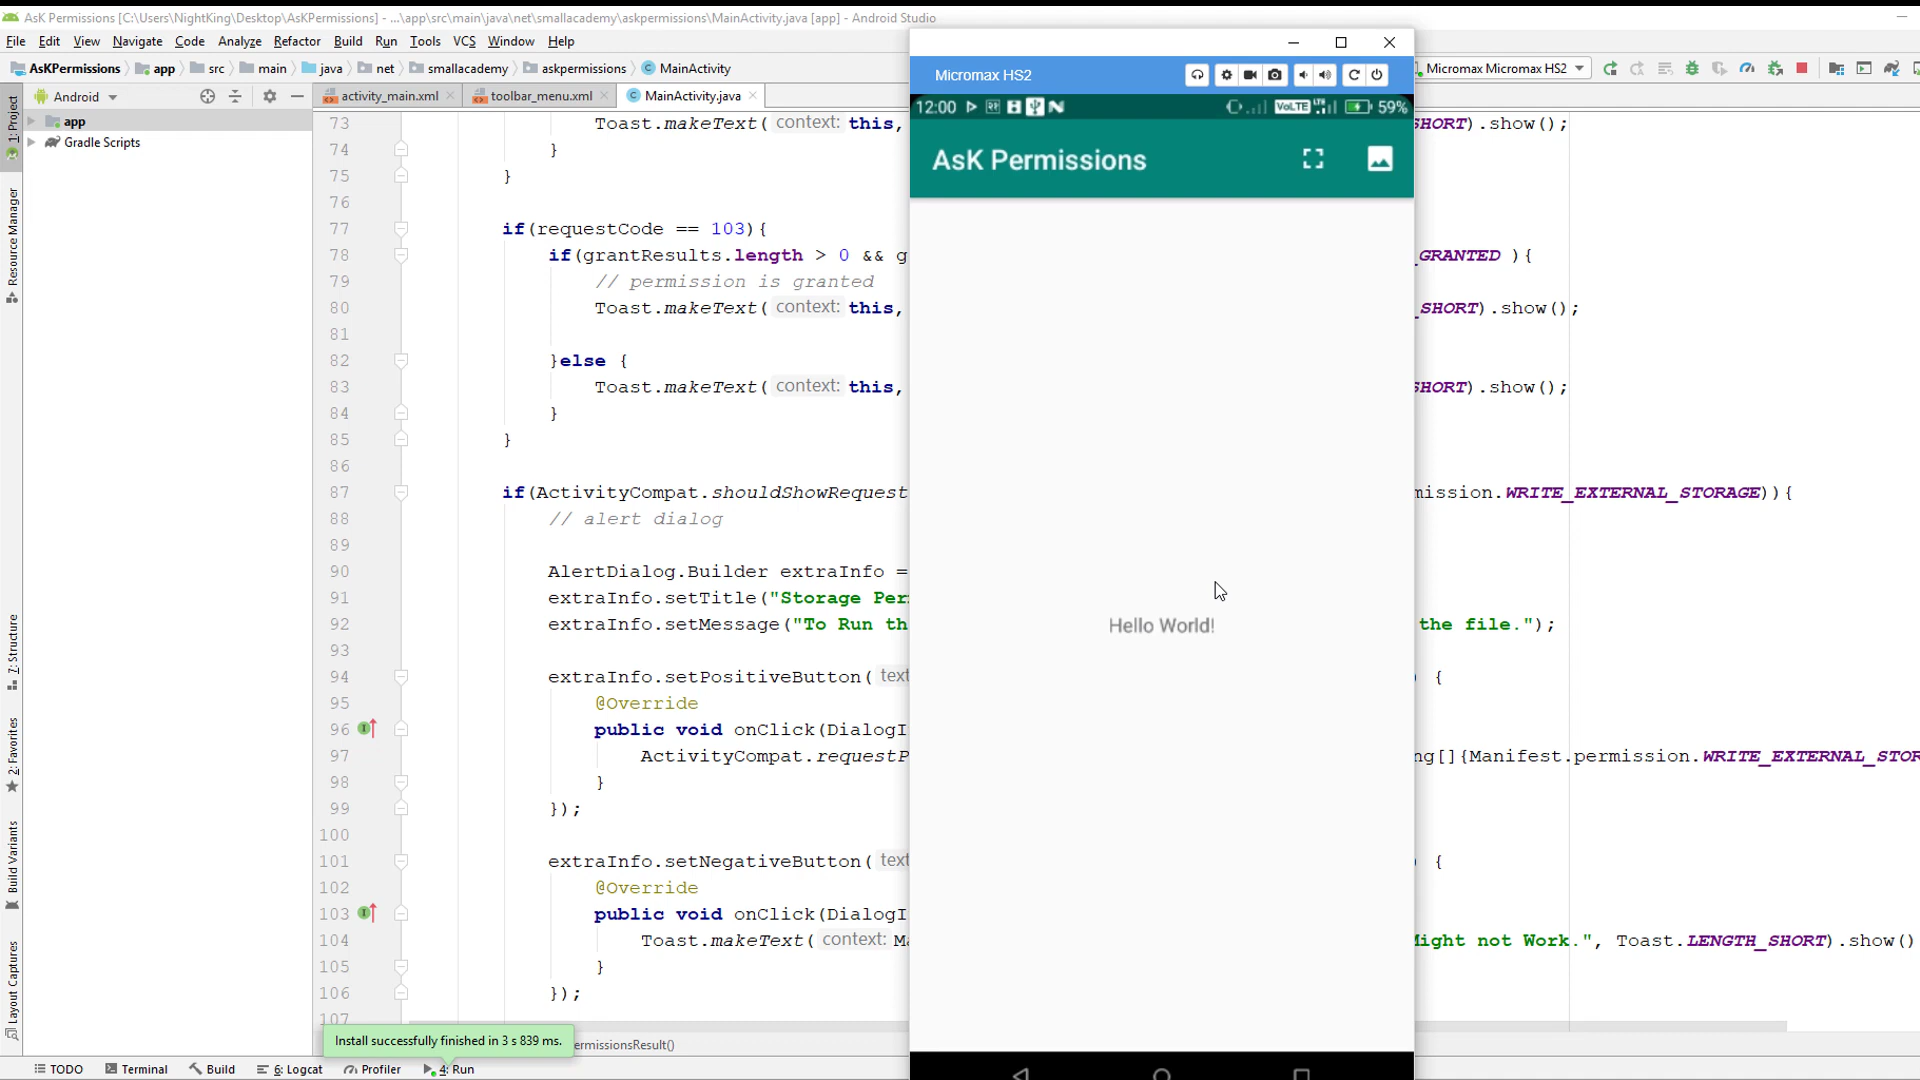 AsK Permissions [C:\Users\NightKing\Desktop\AsKPermissions] - ...\app\src\main\java\net\smallacademy\askpermissions\MainActivity.java [app] - Android Studio
File Edit View Navigate Code Analyze Refactor Build Run Tools VCS Window Help
AsKPermissions app src main java net smallacademy askpermissions MainActivity
Micromax HS2
Micromax Micromax HS2
Android
activity_main.xml toolbar_menu.xml MainActivity.java
12:00 VoLTE 59%
AsK Permissions
Hello World!
app
Gradle Scripts
1: Project
Resource Manager
7: Structure
2: Favorites
Build Variants
Layout Captures
73 Toast.makeText( context: this, SHORT).show();
74 }
75 }
76
77 if(requestCode == 103){
78 if(grantResults.length > 0 && g _GRANTED ){
79 // permission is granted
80 Toast.makeText( context: this, _SHORT).show();
81
82 }else {
83 Toast.makeText( context: this, SHORT).show();
84 }
85 }
86
87 if(ActivityCompat.shouldShowRequest mission.WRITE_EXTERNAL_STORAGE)){
88 // alert dialog
89
90 AlertDialog.Builder extraInfo =
91 extraInfo.setTitle("Storage Per
92 extraInfo.setMessage("To Run th the file.");
93
94 extraInfo.setPositiveButton( text ) {
95 @Override
96 public void onClick(DialogI
97 ActivityCompat.requestP ng[]{Manifest.permission.WRITE_EXTERNAL_STOR
98 }
99 });
100
101 extraInfo.setNegativeButton( text ) {
102 @Override
103 public void onClick(DialogI
104 Toast.makeText( context: Ma Might not Work.", Toast.LENGTH_SHORT).show()
105 }
106 });
107
Install successfully finished in 3 s 839 ms.
ermissionsResult()
TODO Terminal Build 6: Logcat Profiler 4: Run